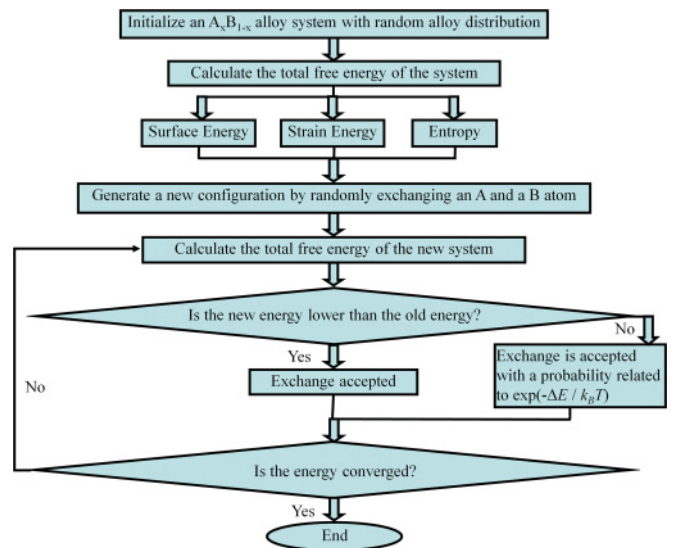 Initialize an AₓB₁₋ₓ alloy system with random alloy distribution
Calculate the total free energy of the system
Surface Energy
Strain Energy
Entropy
Generate a new configuration by randomly exchanging an A and a B atom
Calculate the total free energy of the new system
Is the new energy lower than the old energy?
No
Yes
Exchange is accepted
with a probability related
to exp(-ΔE / k_BT)
Exchange accepted
No
Is the energy converged?
Yes
End